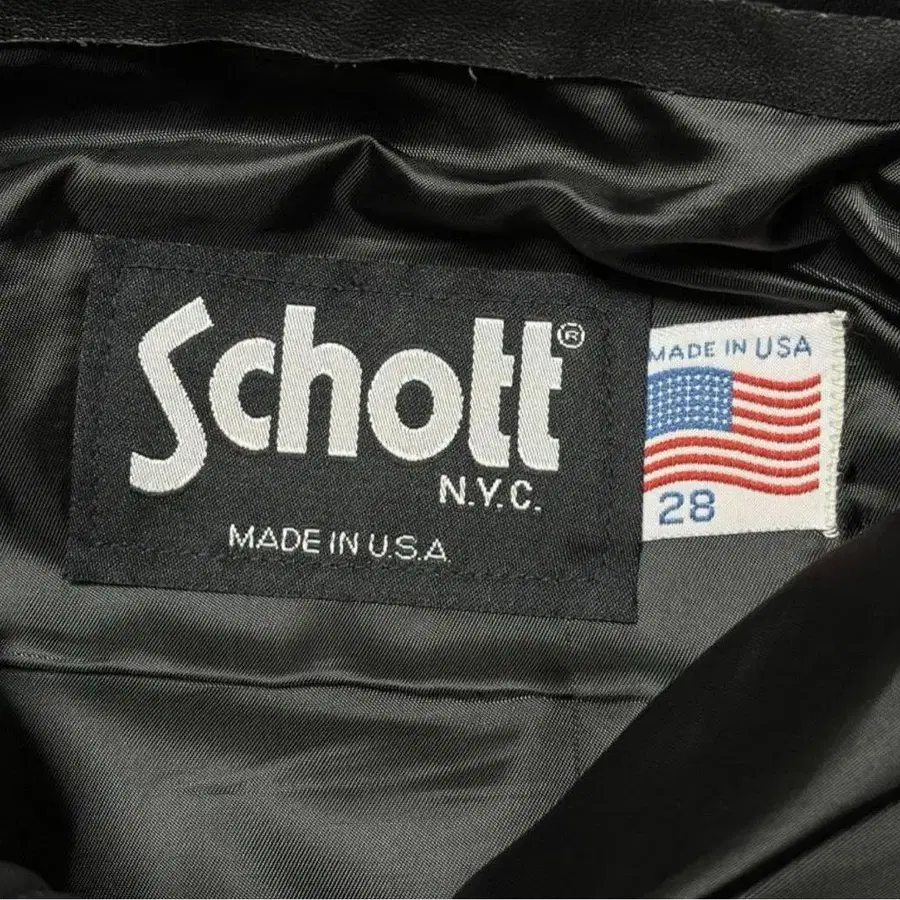 Schott®
N.Y.C.
MADE IN U.S.A.
MADE IN USA
28